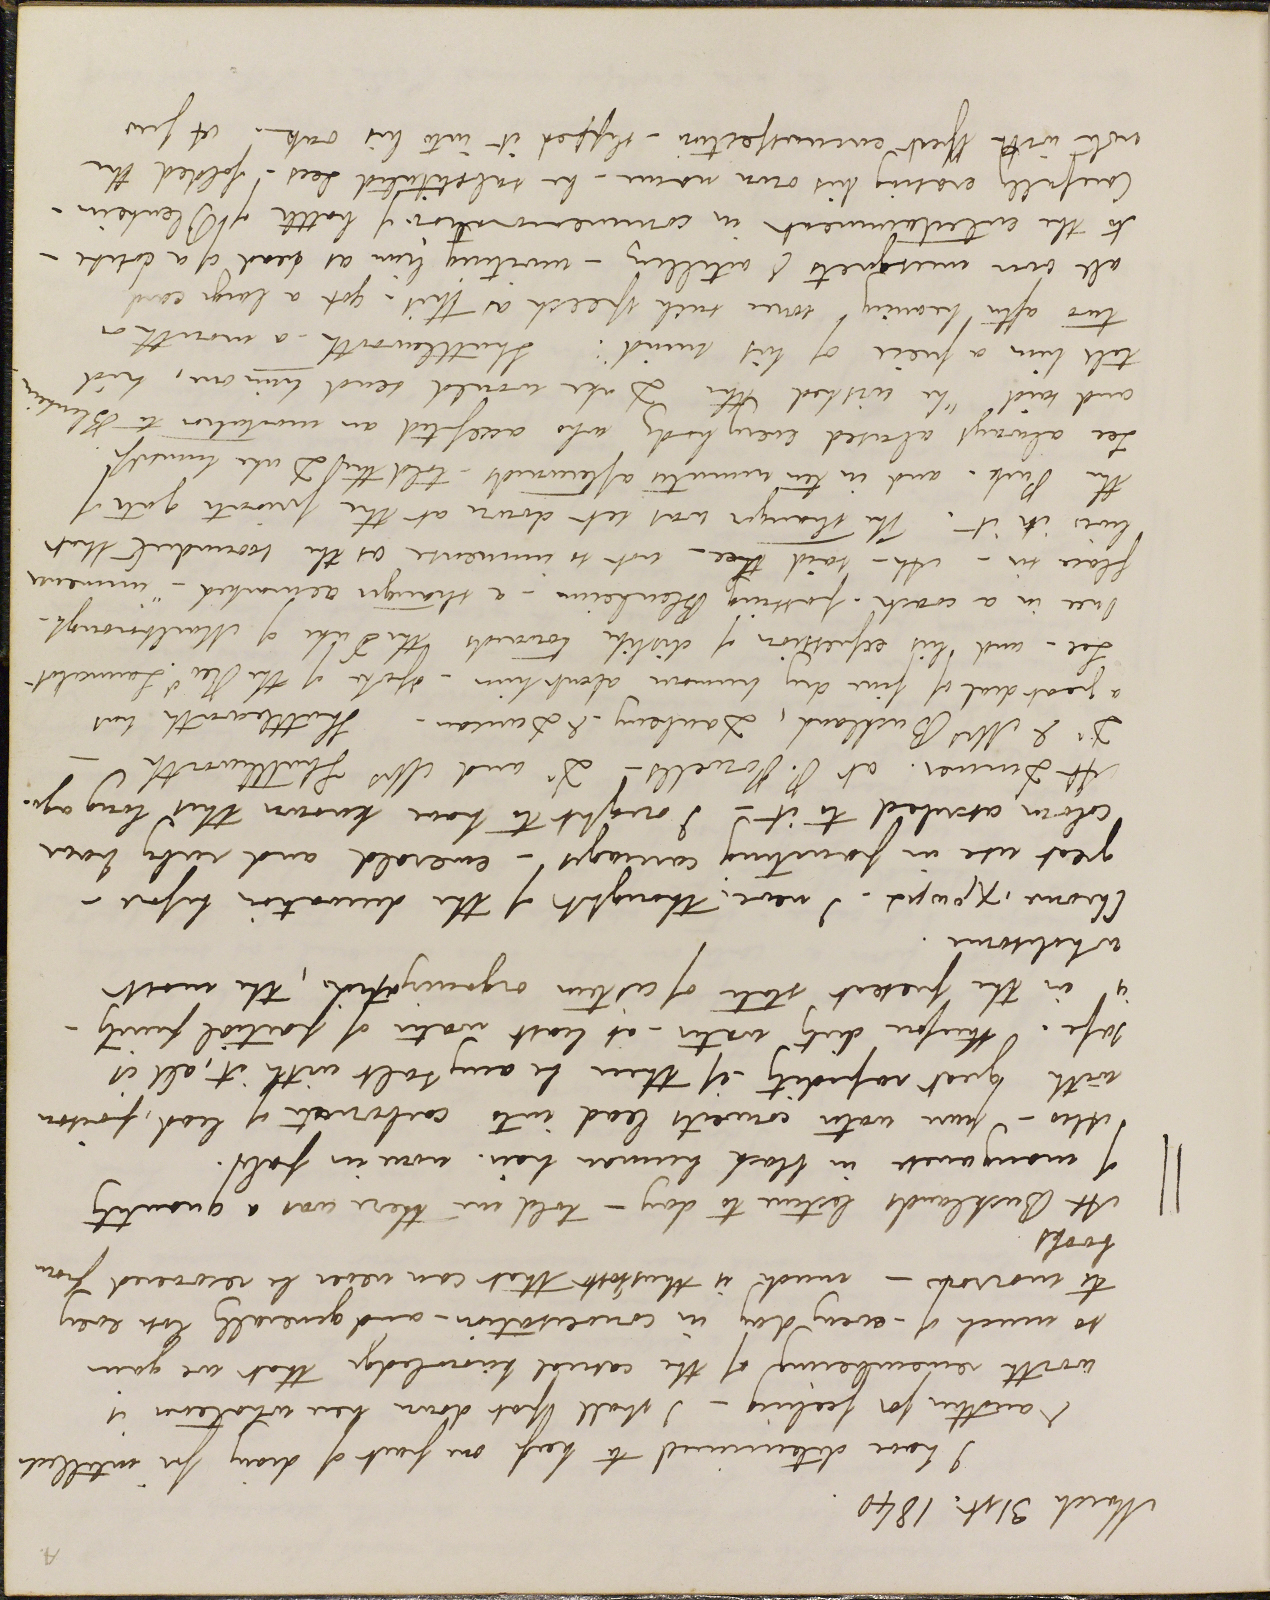 A.
March 31st. 1840.
I have determined to keep one part of diary for intellect
& another for feeling - I shall put down here whatever is
worth remembering of the casual knowledge that we gain
so much of - every day in conversation - and generally lose every
to morrow - much is thus lost that can never be recovered from
books.
At Bucklands lecture to day - told me there was a quantity
of manganese in black human hair. none in pale.
Also - pure water converts lead into carbonate of lead, poison
with great rapidity - if there be any salt with it, all is
safe. therefore dirty water - at least water of partial purity -
is in the present state of cistern organization, the most
wholesome.
Chrome, χρωμα - I never thought of the derivation before -
great use in painting carriages - emerald and ruby have
colour ascribed to it - I ought to have known this long ago.
At Dinner. at P. Powells - Dr and Mrs Shuttleworth -
Dr & Mrs Buckland, Daubeny - & Duncan - Shuttleworth has
a great deal of fine dry humour about him - spoke of the Revd. Launcelot
Lee - and his expression of dislike towards the Duke of Marlborough -
Once in a coach - passing Blenheim - a stranger remarked - "immense
place sir - Ah - said Lee - not so immense as the scoundrel that
lives in it. The stranger was set down at the private gate of
the Park - and in ten minutes afterwards - told the Duke himself.
Lee always abused everybody who accepted an invitation to Blenheim -
and said "he wished the Duke would send him one, he'd
tell him a piece of his mind". Shuttleworth - a month or
two after hearing some such speech as this - got a large card
all over musquets & artillery - inviting him as head of a college -
to the entertainment in commemoration of battle of Blenheim -
Carefully erasing his own name - he substituted Lees - folded the
note with great circumspection - slipped it into his oak. A few